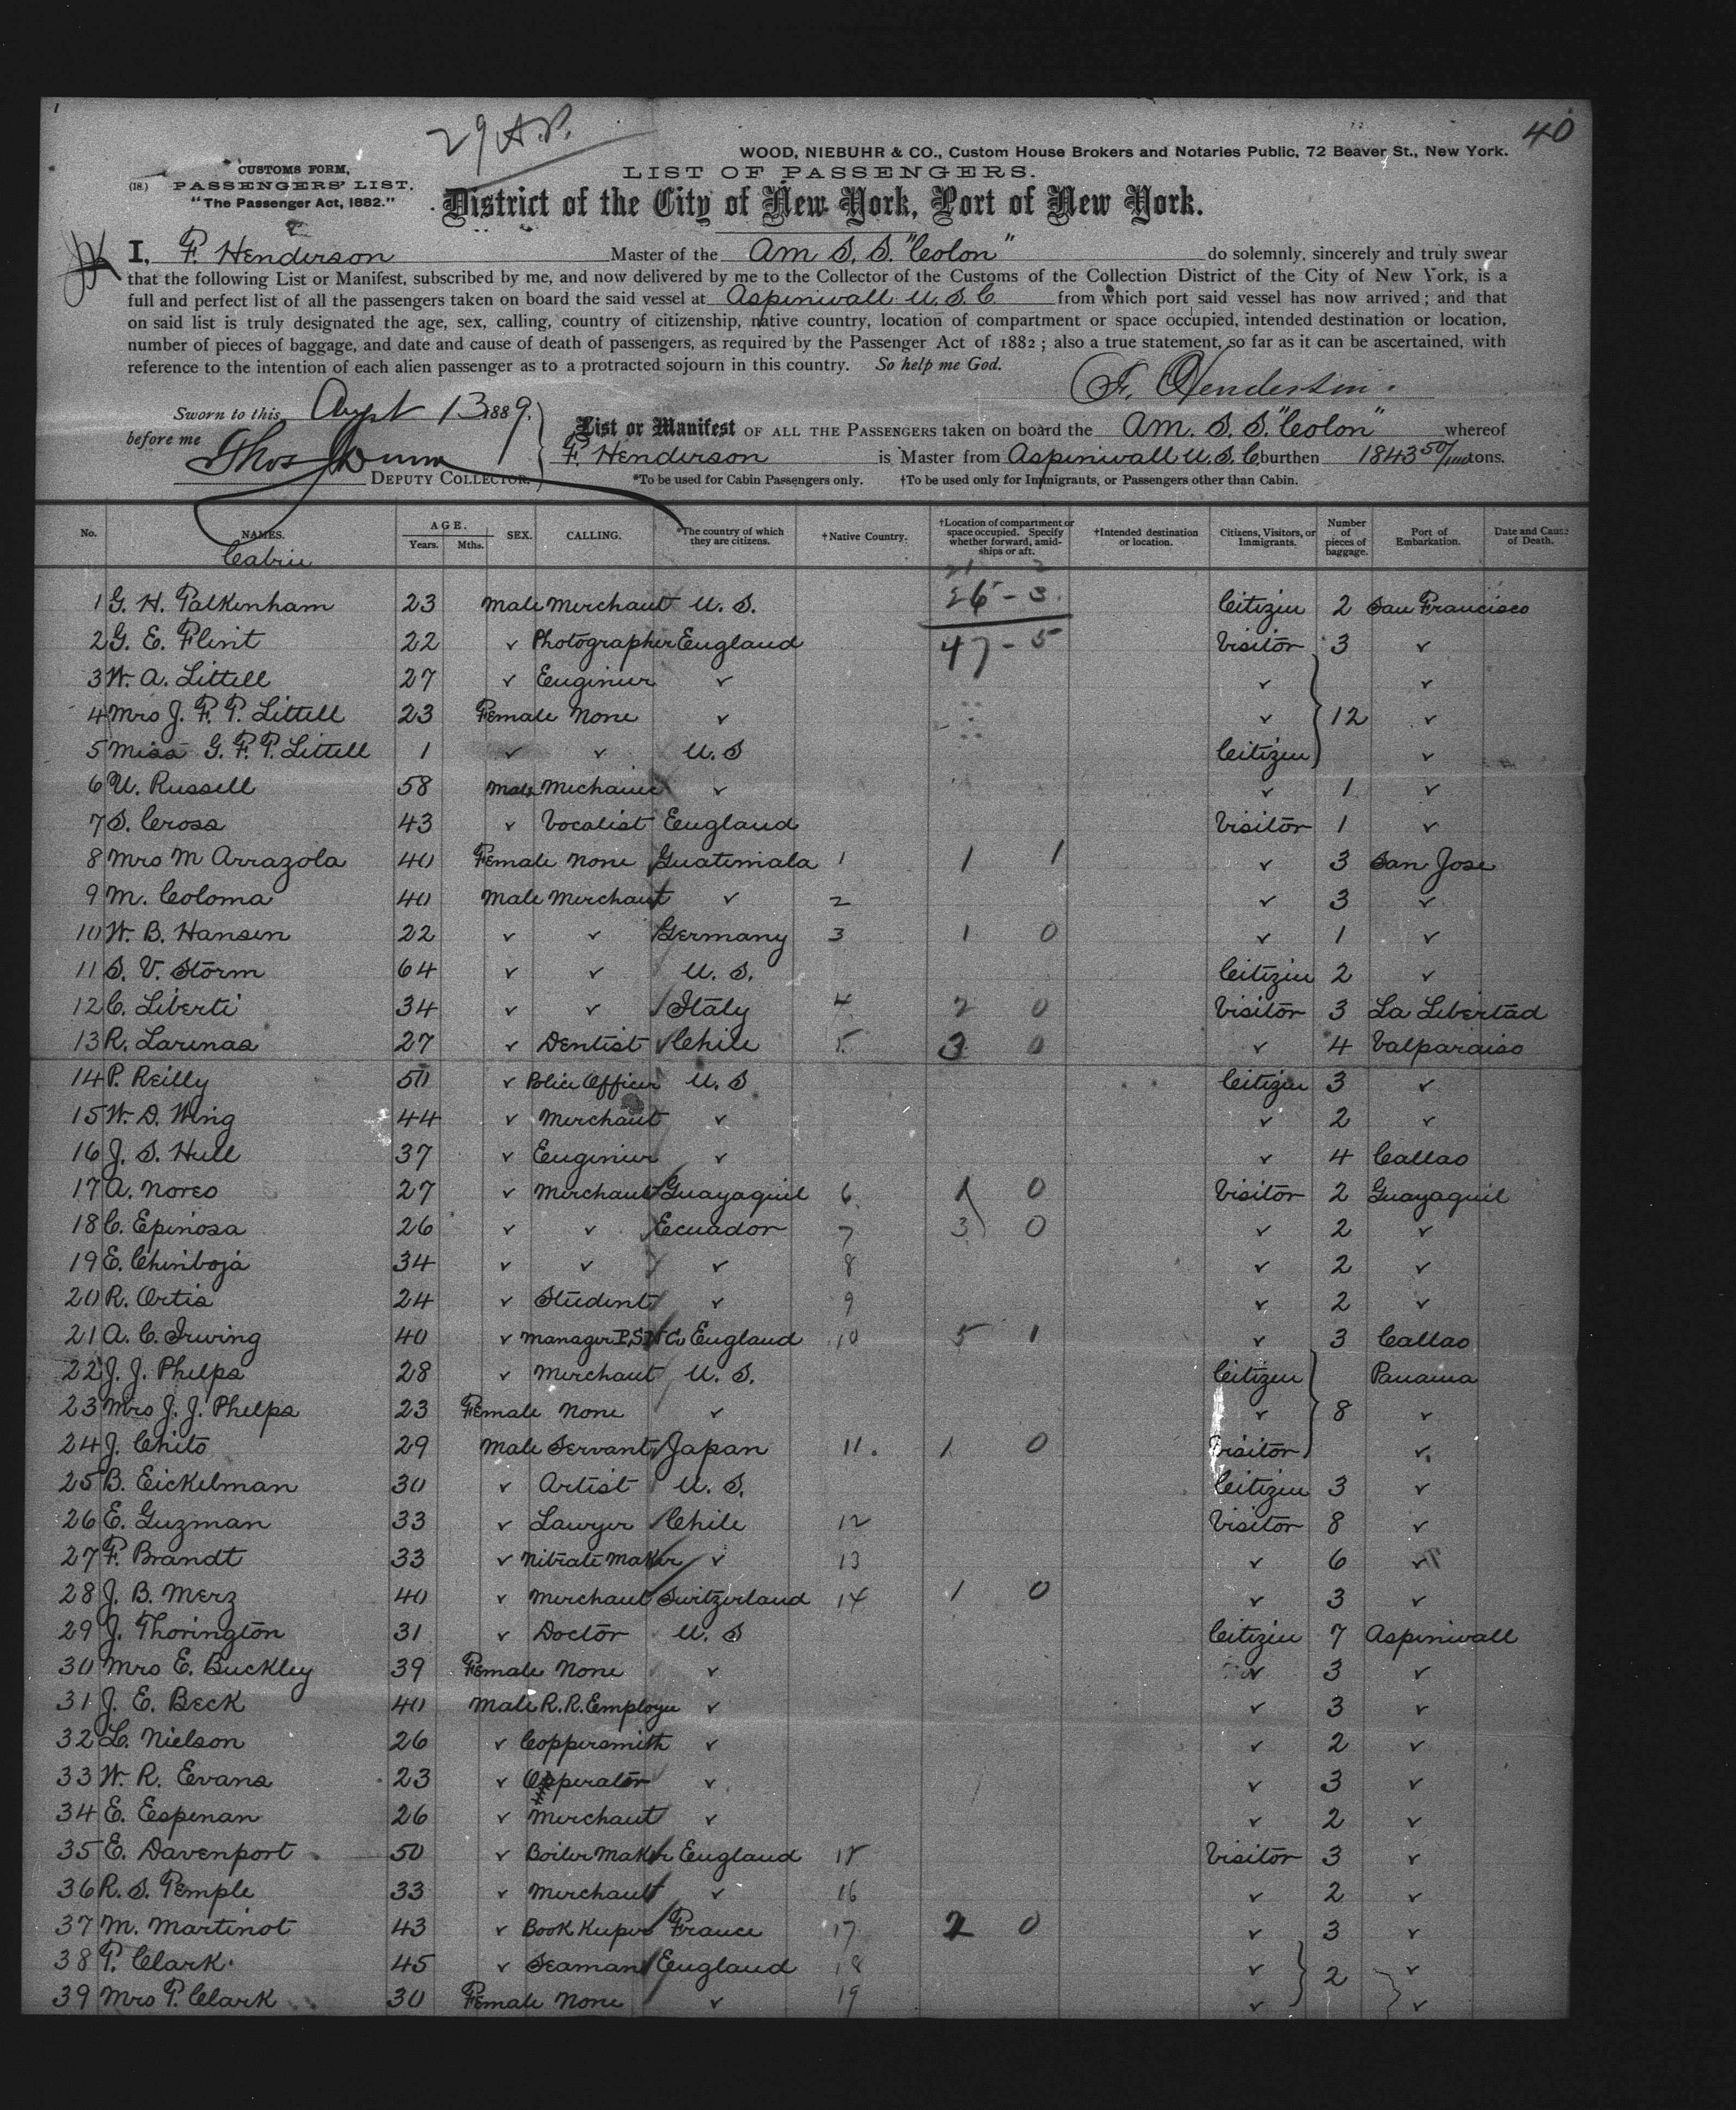 29 A.P.
40
WOOD, NIEBUHR & CO., Custom House Brokers and Notaries Public, 72 Beaver St., New York.
CUSTOMS FORM,
(18.) PASSENGERS' LIST.
"The Passenger Act, 1882."
LIST OF PASSENGERS.
District of the City of New York, Port of New York.
I, F. Henderson Master of the Am S. S. "Colon" do solemnly, sincerely and truly swear
that the following List or Manifest, subscribed by me, and now delivered by me to the Collector of the Customs of the Collection District of the City of New York, is a
full and perfect list of all the passengers taken on board the said vessel at Aspinwall U. S. C from which port said vessel has now arrived; and that
on said list is truly designated the age, sex, calling, country of citizenship, native country, location of compartment or space occupied, intended destination or location,
number of pieces of baggage, and date and cause of death of passengers, as required by the Passenger Act of 1882; also a true statement, so far as it can be ascertained, with
reference to the intention of each alien passenger as to a protracted sojourn in this country. So help me God.
F. Henderson.
Sworn to this August 13 1889.
before me Thos Dunn
DEPUTY COLLECTOR.
List or Manifest OF ALL THE PASSENGERS taken on board the Am. S. S. "Colon" whereof
F. Henderson is Master from Aspinwall U. S. C. burthen 1843 50/100 tons.
*To be used for Cabin Passengers only. †To be used only for Immigrants, or Passengers other than Cabin.
No. NAMES. AGE. Years. Mths. SEX. CALLING. *The country of which they are citizens. †Native Country. †Location of compartment or space occupied. Specify whether forward, amidships or aft. †Intended destination or location. Citizens, Visitors, or Immigrants. Number of pieces of baggage. Port of Embarkation. Date and Cause of Death.
Cabin
1 G. H. Palkenham 23 Male Merchant U. S. 26 - 3 Citizen 2 San Francisco
2 G. E. Flint 22 ✓ Photographer England 47 - 5 Visitor 3 ✓
3 W. A. Littell 27 ✓ Engineer ✓ ✓ ✓
4 Mrs J. F. P. Littell 23 Female None ✓ ✓ 12 ✓
5 Miss G. F. P. Littell 1 ✓ ✓ U. S Citizen ✓
6 U. Russell 58 Male Mechanic ✓ ✓ 1 ✓
7 S. Cross 43 ✓ Vocalist England Visitor 1 ✓
8 Mrs M Arrazola 40 Female None Guatemala 1 1 1 ✓ 3 San Jose
9 M. Coloma 40 Male Merchant ✓ 2 ✓ 3 ✓
10 W. B. Hansen 22 ✓ ✓ Germany 3 1 0 ✓ 1 ✓
11 S. V. Storm 64 ✓ ✓ U. S. Citizen 2 ✓
12 C. Liberti 34 ✓ ✓ Italy 4 2 0 Visitor 3 La Libertad
13 R. Larenas 27 ✓ Dentist Chile 5 3 0 ✓ 4 Valparaiso
14 P. Reilly 50 ✓ Police Officer U. S Citizen 3 ✓
15 W. D. Wing 44 ✓ Merchant ✓ ✓ 2 ✓
16 J. S. Hull 37 ✓ Engineer ✓ ✓ 4 Callao
17 A. Noreo 27 ✓ Merchant Guayaquil 6 1 0 Visitor 2 Guayaquil
18 C. Epinosa 26 ✓ ✓ Ecuador 7 3 0 ✓ 2 ✓
19 E. Chiriboja 34 ✓ ✓ ✓ 8 ✓ 2 ✓
20 R. Ortis 24 ✓ Student ✓ 9 ✓ 2 ✓
21 A. C. Irwing 40 ✓ Manager P.S.N Co England 10 5 1 ✓ 3 Callao
22 J. J. Phelps 28 ✓ Merchant U. S. Citizen Panama
23 Mrs J. J. Phelps 23 Female None ✓ ✓ 8 ✓
24 J. Chito 29 Male Servant Japan 11. 1 0 Visitor ✓
25 B. Eickelman 30 ✓ Artist U. S. Citizen 3 ✓
26 E. Guzman 33 ✓ Lawyer Chile 12 Visitor 8 ✓
27 F. Brandt 33 ✓ Nitrate Maker ✓ 13 ✓ 6 ✓
28 J. B. Merz 40 ✓ Merchant Switzerland 14 1 0 ✓ 3 ✓
29 J. Thorington 31 ✓ Doctor U. S Citizen 7 Aspinwall
30 Mrs E. Buckley 39 Female None ✓ ✓ 3 ✓
31 J. E. Beck 40 Male R. R. Employee ✓ ✓ 3 ✓
32 L. Nielson 26 ✓ Coppersmith ✓ ✓ 2 ✓
33 W. R. Evans 23 ✓ Opperator ✓ ✓ 3 ✓
34 E. Espenan 26 ✓ Merchant ✓ ✓ 2 ✓
35 E. Davenport 50 ✓ Boiler Maker England 15 Visitor 3 ✓
36 R. S. Pemple 33 ✓ Merchant ✓ 16 ✓ 2 ✓
37 M. Martinot 43 ✓ Book Keeper France 17 2 0 ✓ 3 ✓
38 P. Clark 45 ✓ Seaman England 18 ✓ 2 ✓
39 Mrs P. Clark 30 Female None ✓ 19 ✓ ✓